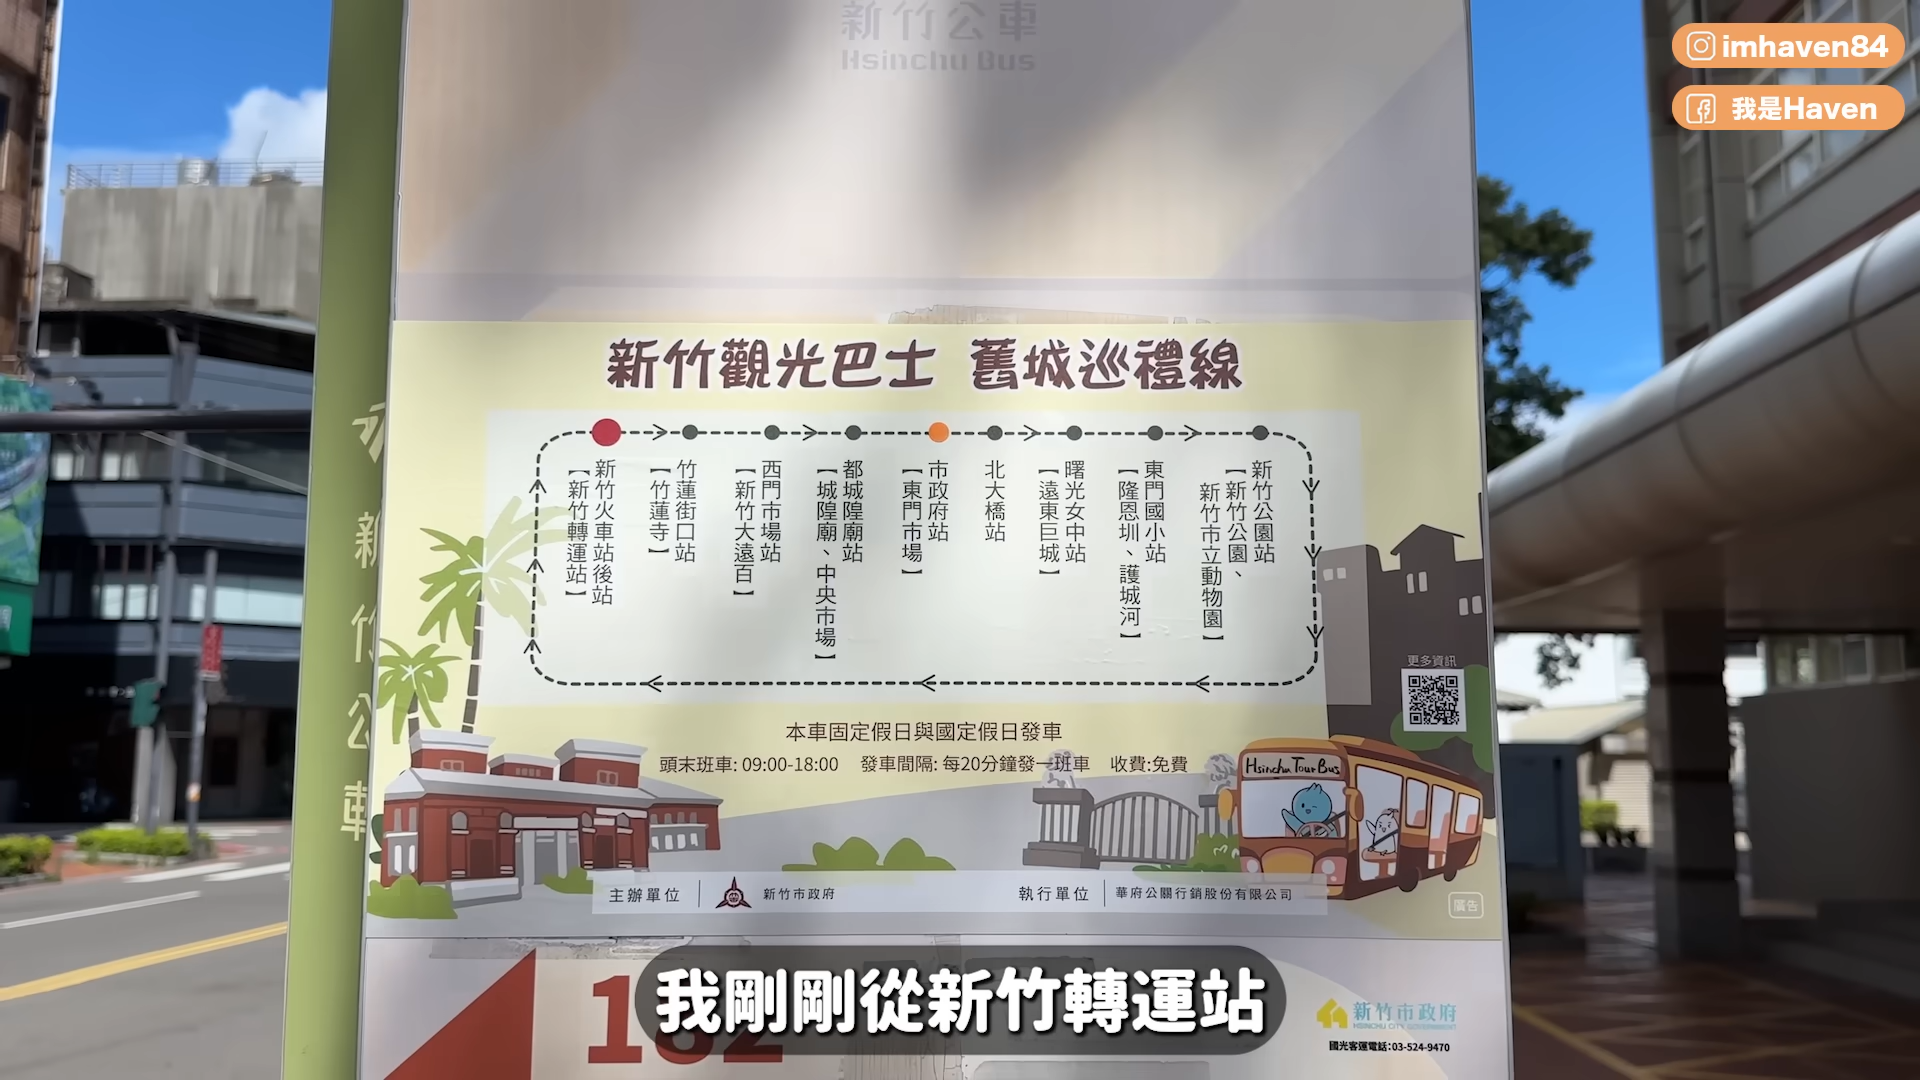 新竹公車
Hsinchu Bus
imhaven84
我是Haven
新竹公車
新竹觀光巴士 舊城巡禮線
新竹火車站後站
【新竹轉運站】
竹蓮街口站
【竹蓮寺】
西門市場站
【新竹大遠百】
都城隍廟站
【城隍廟、中央市場】
市政府站
【東門市場】
北大橋站
曙光女中站
【遠東巨城】
東門國小站
【隆恩圳、護城河】
新竹公園站
【新竹公園、
新竹市立動物園】
更多資訊
本車固定假日與國定假日發車
頭末班車: 09:00-18:00 發車間隔: 每20分鐘發一班車 收費:免費
Hsinchu Tour Bus
主辦單位 新竹市政府 執行單位 華府公關行銷股份有限公司
廣告
182
我剛剛從新竹轉運站
新竹市政府
HSINCHU CITY GOVERNMENT
國光客運電話:03-524-9470